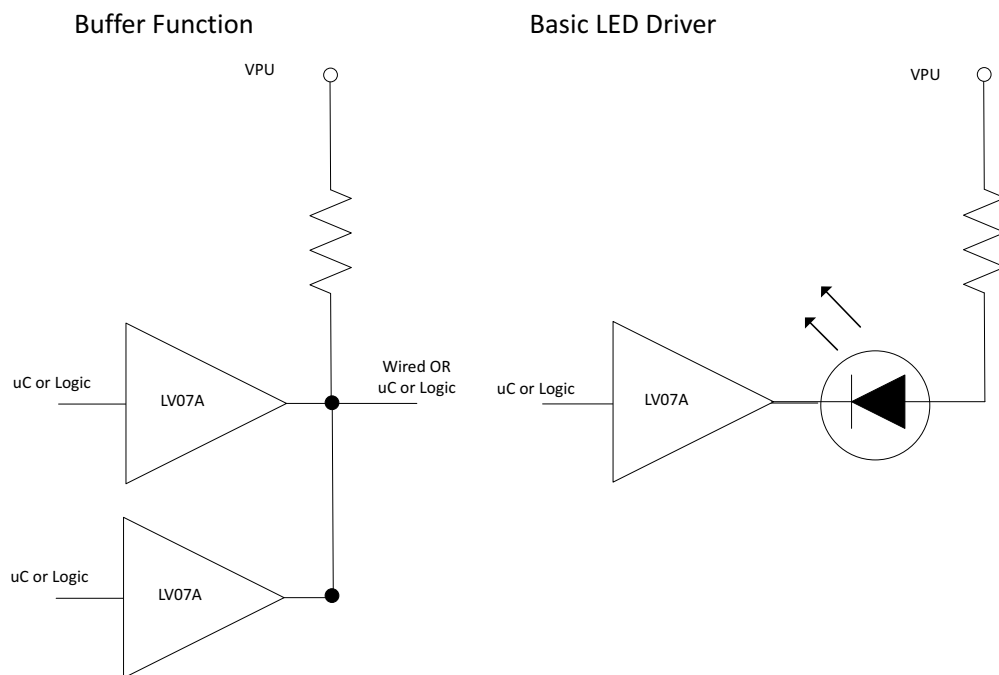 Buffer Function
VPU
uC or Logic
LV07A
Wired OR
uC or Logic
uC or Logic
LV07A
Basic LED Driver
VPU
uC or Logic
LV07A